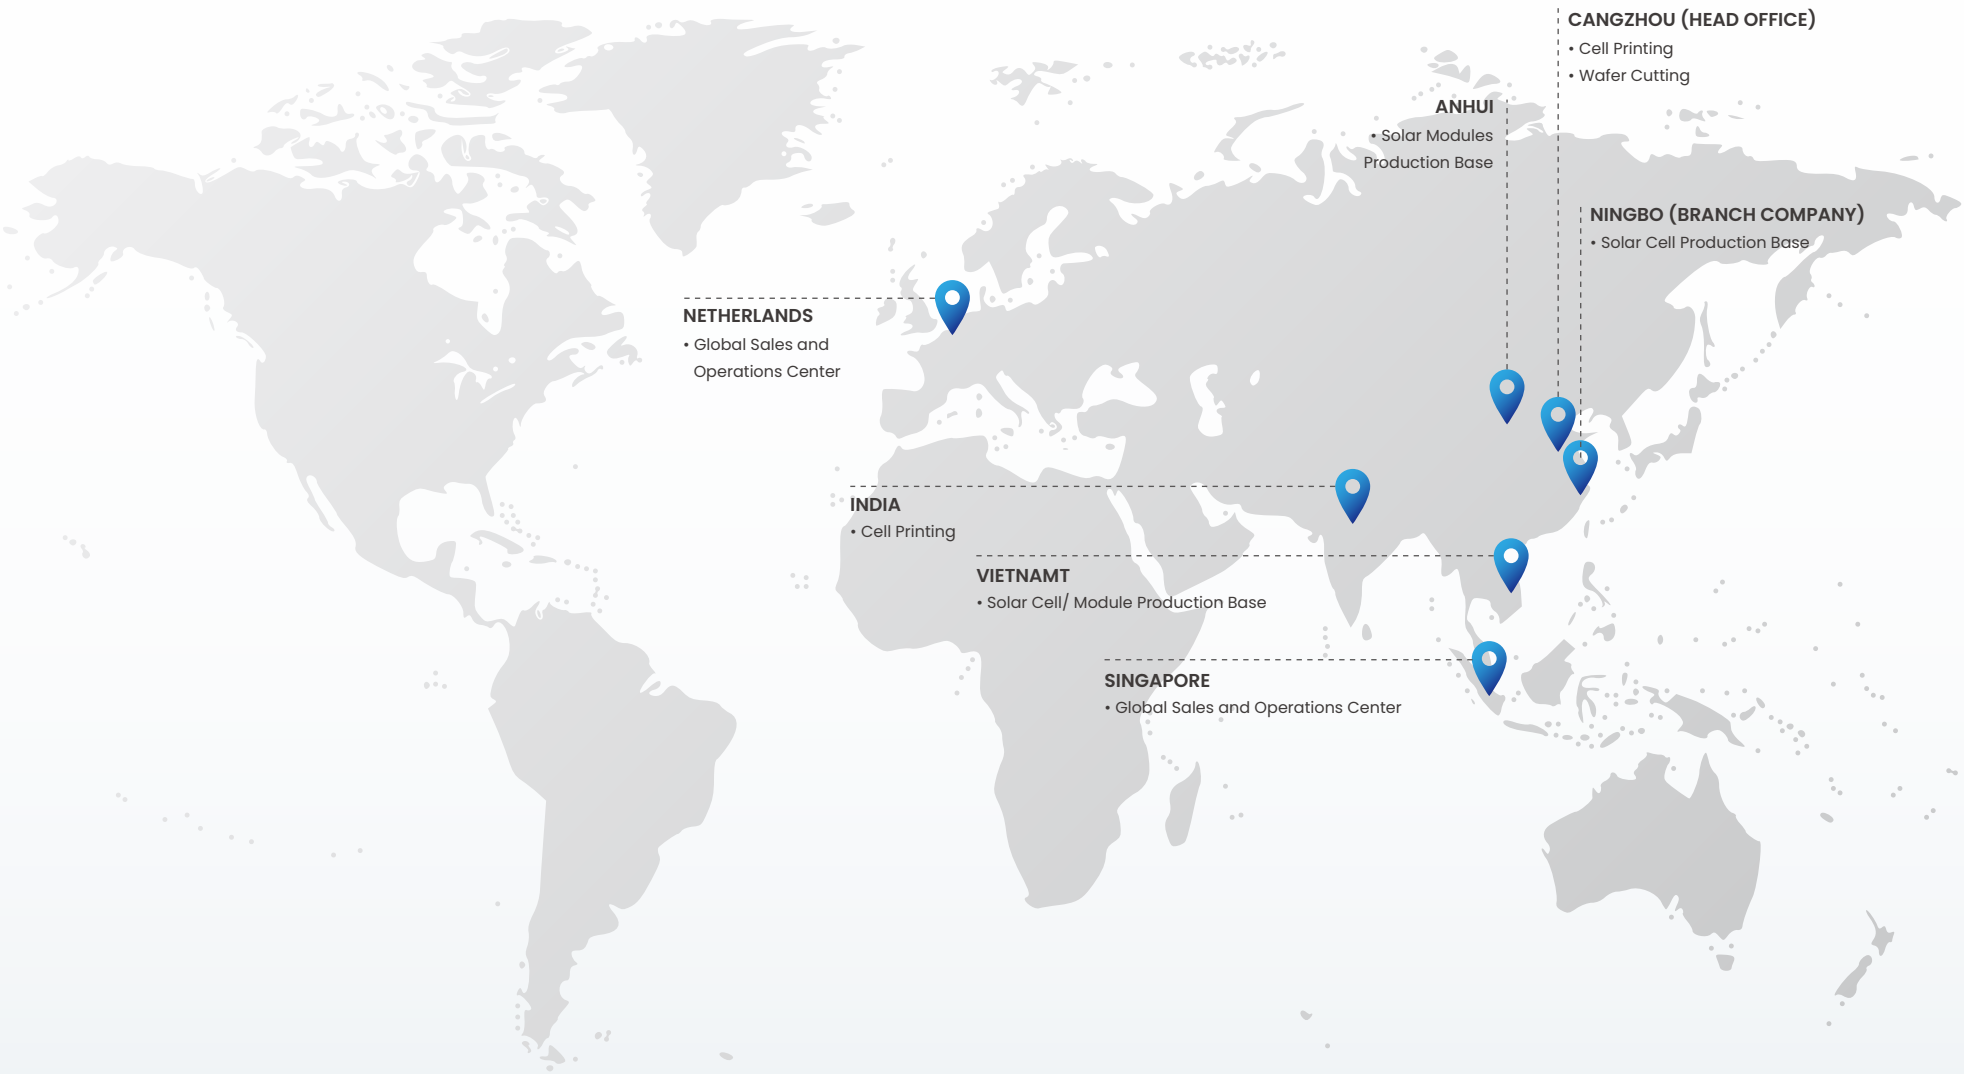 CANGZHOU (HEAD OFFICE)
• Cell Printing
• Wafer Cutting
ANHUI
• Solar Modules
Production Base
NINGBO (BRANCH COMPANY)
• Solar Cell Production Base
NETHERLANDS
• Global Sales and
Operations Center
INDIA
• Cell Printing
VIETNAMT
• Solar Cell/ Module Production Base
SINGAPORE
• Global Sales and Operations Center